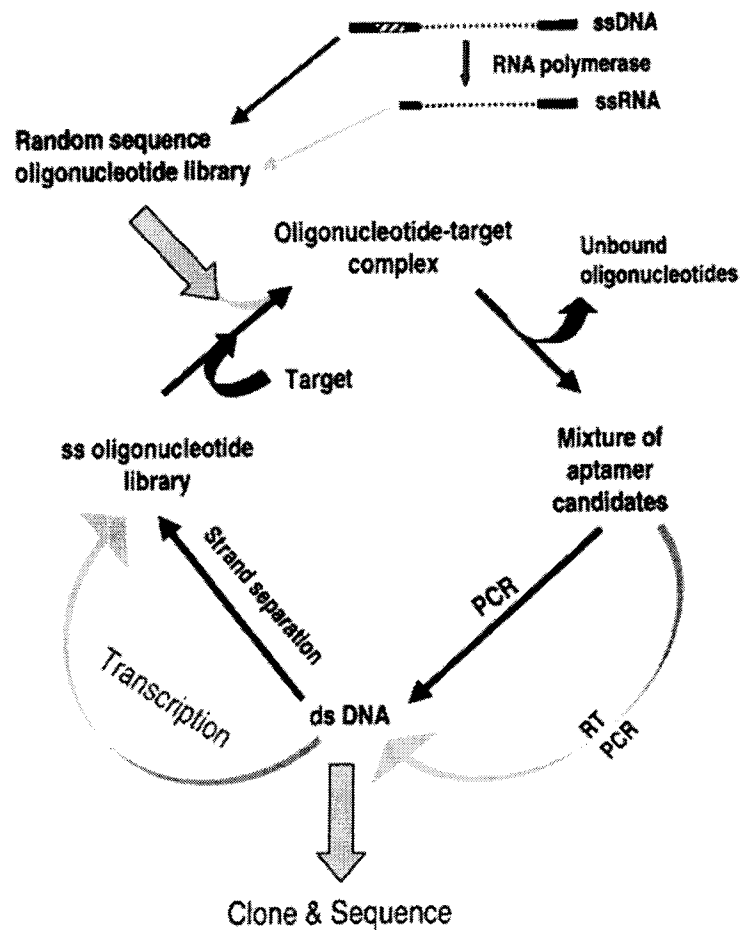 ssDNA
RNA polymerase
ssRNA
Random sequence
oligonucleotide library
Oligonucleotide-target
complex
Unbound
oligonucleotides
Target
ss oligonucleotide
library
Mixture of
aptamer
candidates
Strand separation
PCR
Transcription
ds DNA
RT
PCR
Clone & Sequence